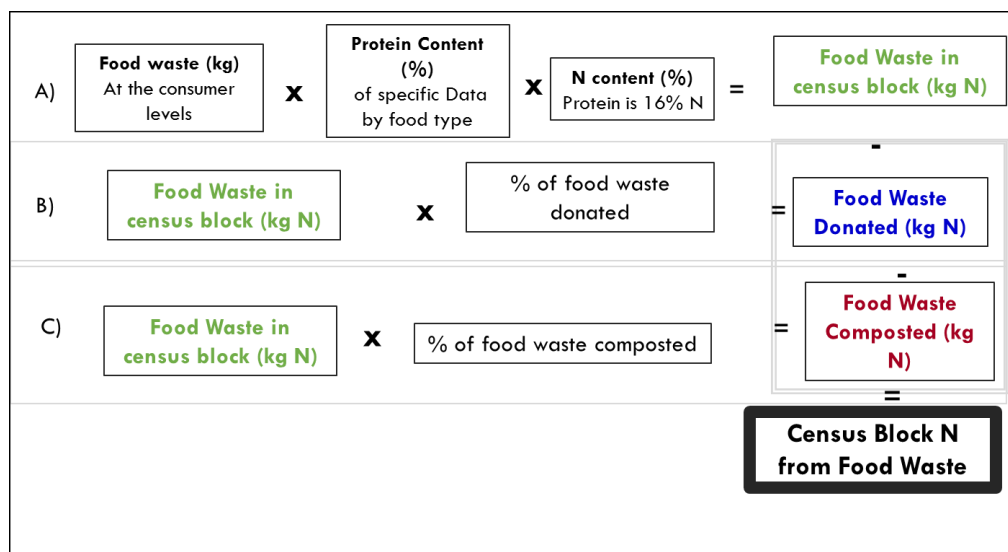 A)
Food waste (kg)
At the consumer
levels
x
Protein Content
(%)
of specific Data
by food type
x
N content (%)
Protein is 16% N
=
Food Waste in
census block (kg N)
-
B)
Food Waste in
census block (kg N)
x
% of food waste
donated
=
Food Waste
Donated (kg N)
-
C)
Food Waste in
census block (kg N)
x
% of food waste composted
=
Food Waste
Composted (kg
N)
=
Census Block N
from Food Waste